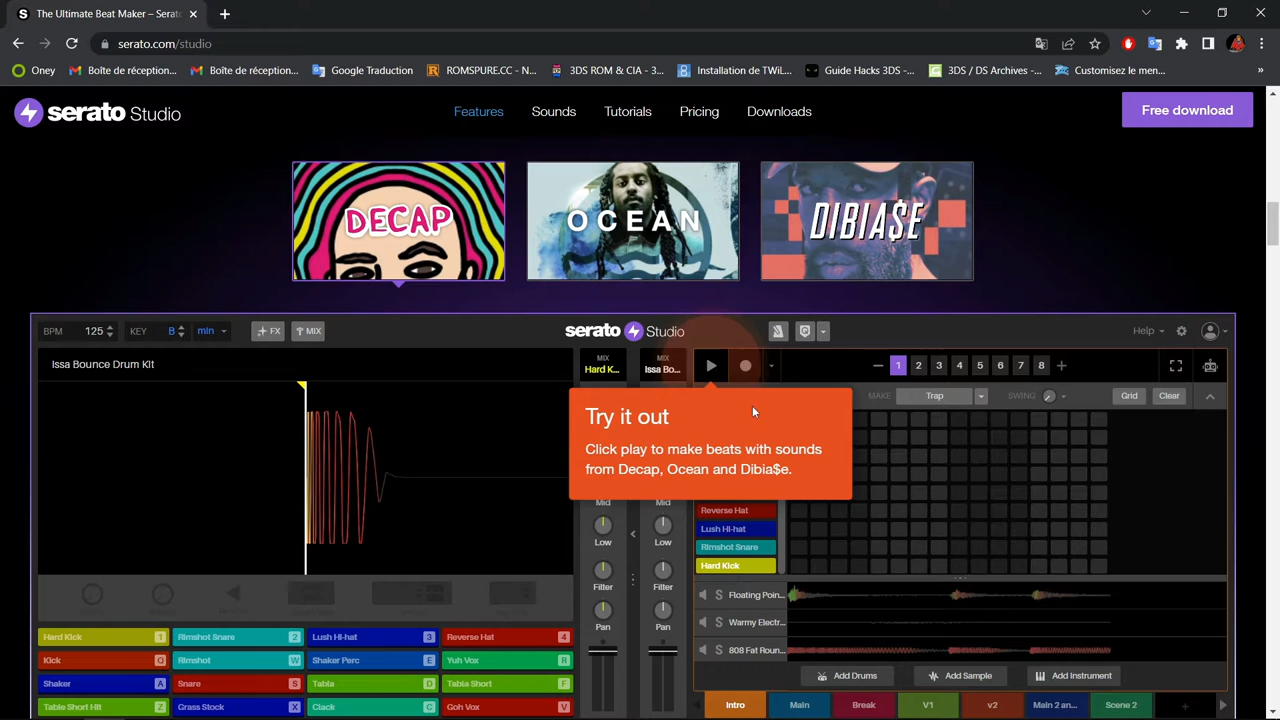 The Ultimate Beat Maker - Serato
serato.com/studio
Oney
Boîte de réception...
Boîte de réception...
Google Traduction
ROMSPURE.CC - N...
3DS ROM & CIA - 3...
Installation de TWiL...
Guide Hacks 3DS -...
3DS / DS Archives -...
Customisez le men...
»
serato Studio
Features
Sounds
Tutorials
Pricing
Downloads
Free download
DECAP
OCEAN
DIBIA$E
BPM 125
KEY B min
FX
MIX
serato Studio
Help
Issa Bounce Drum Kit
MIX
Hard K...
MIX
Issa Bo...
1 2 3 4 5 6 7 8
MAKE Trap
SWING
Grid
Clear
Try it out
Click play to make beats with sounds
from Decap, Ocean and Dibia$e.
Mid
Mid
Low
Low
Filter
Filter
Pan
Pan
Reverse Hat
Lush Hi-hat
Rimshot Snare
Hard Kick
S Floating Poin...
S Warmy Electr...
S 808 Fat Roun...
Hard Kick 1
Rimshot Snare 2
Lush Hi-hat 3
Reverse Hat 4
Kick Q
Rimshot W
Shaker Perc E
Yuh Vox R
Shaker A
Snare S
Tabla D
Tabla Short F
Table Short Hit Z
Grass Stock X
Clack C
Goh Vox V
Add Drums
Add Sample
Add Instrument
Intro
Main
Break
V1
v2
Main 2 an...
Scene 2